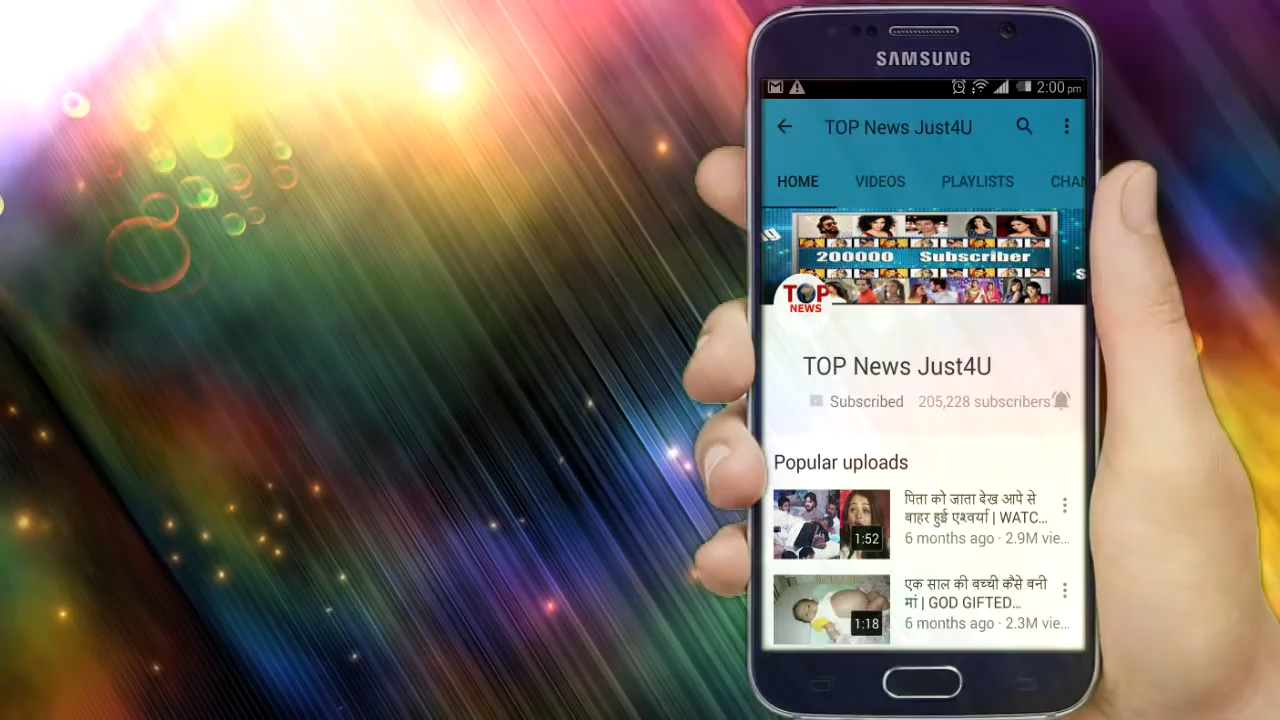 SAMSUNG
2:00 pm
TOP News Just4U
HOME VIDEOS PLAYLISTS CHAN
200000 Subscriber
TOP
NEWS
TOP News Just4U
Subscribed 205,228 subscribers
Popular uploads
पिता को जाता देख आपे से
बाहर हुई एश्वर्या | WATC...
1:52
6 months ago · 2.9M vie...
एक साल की बच्ची कैसे बनी
मां | GOD GIFTED...
1:18
6 months ago · 2.3M vie...